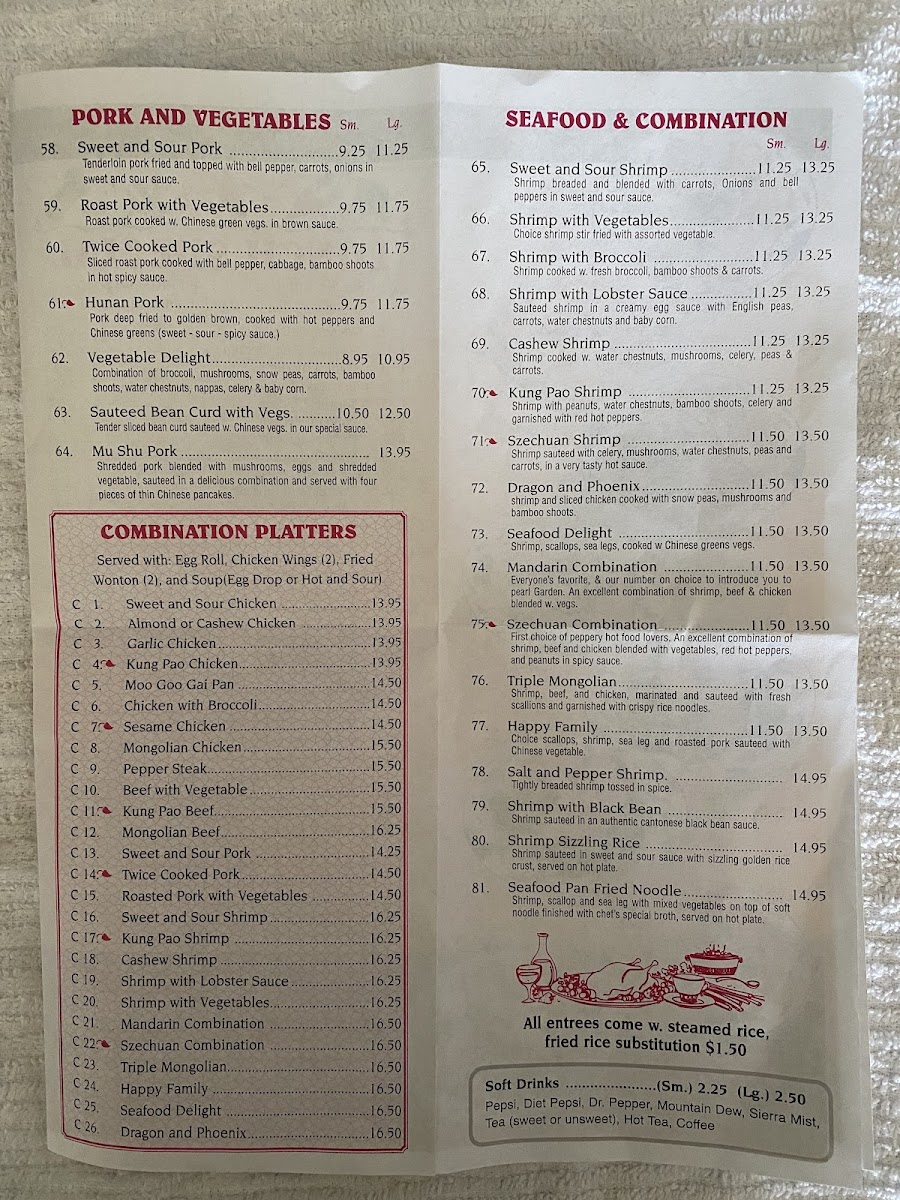 PORK AND VEGETABLES Sm. Lg.
58. Sweet and Sour Pork ........................9.25 11.25
Tenderloin pork fried and topped with bell pepper, carrots, onions in
sweet and sour sauce.
59. Roast Pork with Vegetables...............9.75 11.75
Roast pork cooked w. Chinese green vegs. in brown sauce.
60. Twice Cooked Pork ...........................9.75 11.75
Sliced roast pork cooked with bell pepper, cabbage, bamboo shoots
in hot spicy sauce.
61. Hunan Pork .....................................9.75 11.75
Pork deep fried to golden brown, cooked with hot peppers and
Chinese greens (sweet - sour - spicy sauce.)
62. Vegetable Delight.............................8.95 10.95
Combination of broccoli, mushrooms, snow peas, carrots, bamboo
shoots, water chestnuts, nappas, celery & baby corn.
63. Sauteed Bean Curd with Vegs. .........10.50 12.50
Tender sliced bean curd sauteed w. Chinese vegs. in our special sauce.
64. Mu Shu Pork ......................................... 13.95
Shredded pork blended with mushrooms, eggs and shredded
vegetable, sauteed in a delicious combination and served with four
pieces of thin Chinese pancakes.
COMBINATION PLATTERS
Served with: Egg Roll, Chicken Wings (2), Fried
Wonton (2), and Soup(Egg Drop or Hot and Sour)
C 1. Sweet and Sour Chicken ....................13.95
C 2. Almond or Cashew Chicken ................13.95
C 3. Garlic Chicken..................................13.95
C 4. Kung Pao Chicken..............................13.95
C 5. Moo Goo Gai Pan ..............................14.50
C 6. Chicken with Broccoli.........................14.50
C 7. Sesame Chicken ................................14.50
C 8. Mongolian Chicken.............................15.50
C 9. Pepper Steak.....................................15.50
C 10. Beef with Vegetable...........................15.50
C 11. Kung Pao Beef...................................15.50
C 12. Mongolian Beef..................................16.25
C 13. Sweet and Sour Pork ..........................14.25
C 14. Twice Cooked Pork.............................14.50
C 15. Roasted Pork with Vegetables .............14.50
C 16. Sweet and Sour Shrimp.......................16.25
C 17. Kung Pao Shrimp ...............................16.25
C 18. Cashew Shrimp ..................................16.25
C 19. Shrimp with Lobster Sauce..................16.25
C 20. Shrimp with Vegetables.......................16.25
C 21. Mandarin Combination .......................16.50
C 22. Szechuan Combination .......................16.50
C 23. Triple Mongolian.................................16.50
C 24. Happy Family ....................................16.50
C 25. Seafood Delight .................................16.50
C 26. Dragon and Phoenix...........................16.50
SEAFOOD & COMBINATION
Sm. Lg.
65. Sweet and Sour Shrimp ...................11.25 13.25
Shrimp breaded and blended with carrots, Onions and bell
peppers in sweet and sour sauce.
66. Shrimp with Vegetables...................11.25 13.25
Choice shrimp stir fried with assorted vegetable.
67. Shrimp with Broccoli ......................11.25 13.25
Shrimp cooked w. fresh broccoli, bamboo shoots & carrots.
68. Shrimp with Lobster Sauce ..............11.25 13.25
Sauteed shrimp in a creamy egg sauce with English peas,
carrots, water chestnuts and baby corn.
69. Cashew Shrimp ...............................11.25 13.25
Shrimp cooked w. water chestnuts, mushrooms, celery, peas &
carrots.
70. Kung Pao Shrimp ............................11.25 13.25
Shrimp with peanuts, water chestnuts, bamboo shoots, celery and
garnished with red hot peppers.
71. Szechuan Shrimp ............................11.50 13.50
Shrimp sauteed with celery, mushrooms, water chestnuts, peas and
carrots, in a very tasty hot sauce.
72. Dragon and Phoenix.........................11.50 13.50
shrimp and sliced chicken cooked with snow peas, mushrooms and
bamboo shoots.
73. Seafood Delight ..............................11.50 13.50
Shrimp, scallops, sea legs, cooked w Chinese greens vegs.
74. Mandarin Combination ....................11.50 13.50
Everyone's favorite, & our number on choice to introduce you to
pearl Garden. An excellent combination of shrimp, beef & chicken
blended w. vegs.
75. Szechuan Combination ....................11.50 13.50
First choice of peppery hot food lovers. An excellent combination of
shrimp, beef and chicken blended with vegetables, red hot peppers,
and peanuts in spicy sauce.
76. Triple Mongolian..............................11.50 13.50
Shrimp, beef, and chicken, marinated and sauteed with fresh
scallions and garnished with crispy rice noodles.
77. Happy Family ..................................11.50 13.50
Choice scallops, shrimp, sea leg and roasted pork sauteed with
Chinese vegetable.
78. Salt and Pepper Shrimp. ........................ 14.95
Tightly breaded shrimp tossed in spice.
79. Shrimp with Black Bean .......................... 14.95
Shrimp sauteed in an authentic cantonese black bean sauce.
80. Shrimp Sizzling Rice ............................... 14.95
Shrimp sauteed in sweet and sour sauce with sizzling golden rice
crust, served on hot plate.
81. Seafood Pan Fried Noodle....................... 14.95
Shrimp, scallop and sea leg with mixed vegetables on top of soft
noodle finished with chef's special broth, served on hot plate.
All entrees come w. steamed rice,
fried rice substitution $1.50
Soft Drinks ....................(Sm.) 2.25 (Lg.) 2.50
Pepsi, Diet Pepsi, Dr. Pepper, Mountain Dew, Sierra Mist,
Tea (sweet or unsweet), Hot Tea, Coffee